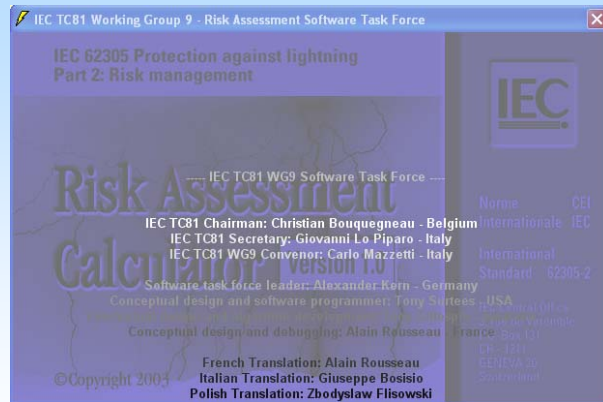 IEC TC81 Working Group 9 - Risk Assessment Software Task Force
IEC 62305 Protection against lightning
Part 2: Risk management
IEC
----- IEC TC81 WG9 Software Task Force -----
Risk Assessment
Calculator Version 1.0
IEC TC81 Chairman: Christian Bouquegneau - Belgium
IEC TC81 Secretary: Giovanni Lo Piparo - Italy
IEC TC81 WG9 Convenor: Carlo Mazzetti - Italy
Software task force leader: Alexander Kern - Germany
Conceptual design and software programmer: Tony Surtees - USA
Conceptual design and debugging: Alain Rousseau - France
French Translation: Alain Rousseau
Italian Translation: Giuseppe Bosisio
Polish Translation: Zbodyslaw Flisowski
©Copyright 2003
Norme CEI
Internationale IEC
International
Standard 62305-2
GENEVA 20
Switzerland